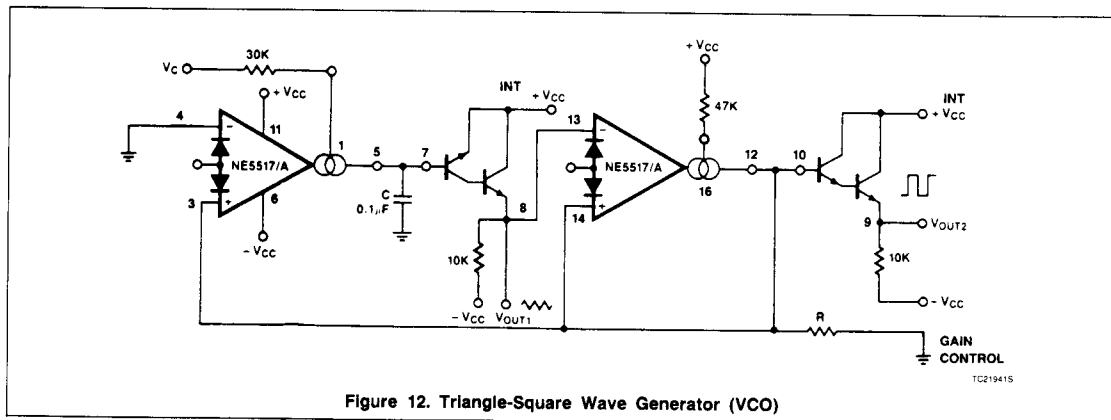 30K
VC
+ VCC
INT
+ VCC
+ VCC
47K
INT
+ VCC
4
-
11
1
5
7
13
-
12
10
NE5517/A
NE5517/A
16
3
+
6
C
0.1µF
8
14
+
9
VOUT2
- VCC
10K
10K
- VCC
VOUT1
- VCC
R
GAIN
CONTROL
TC21941S
Figure 12. Triangle-Square Wave Generator (VCO)